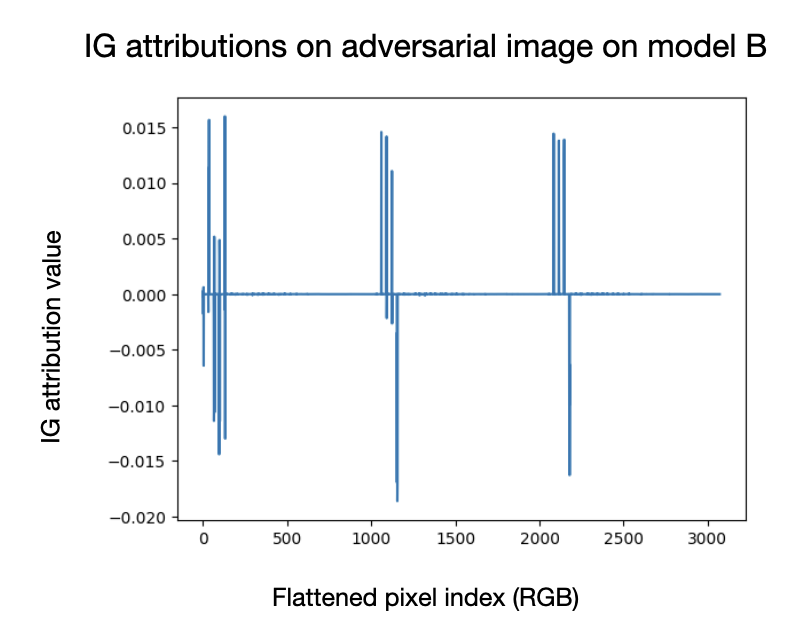 IG attributions on adversarial image on model B
IG attribution value
0.015
0.010
0.005
0.000
−0.005
−0.010
−0.015
−0.020
0 500 1000 1500 2000 2500 3000
Flattened pixel index (RGB)